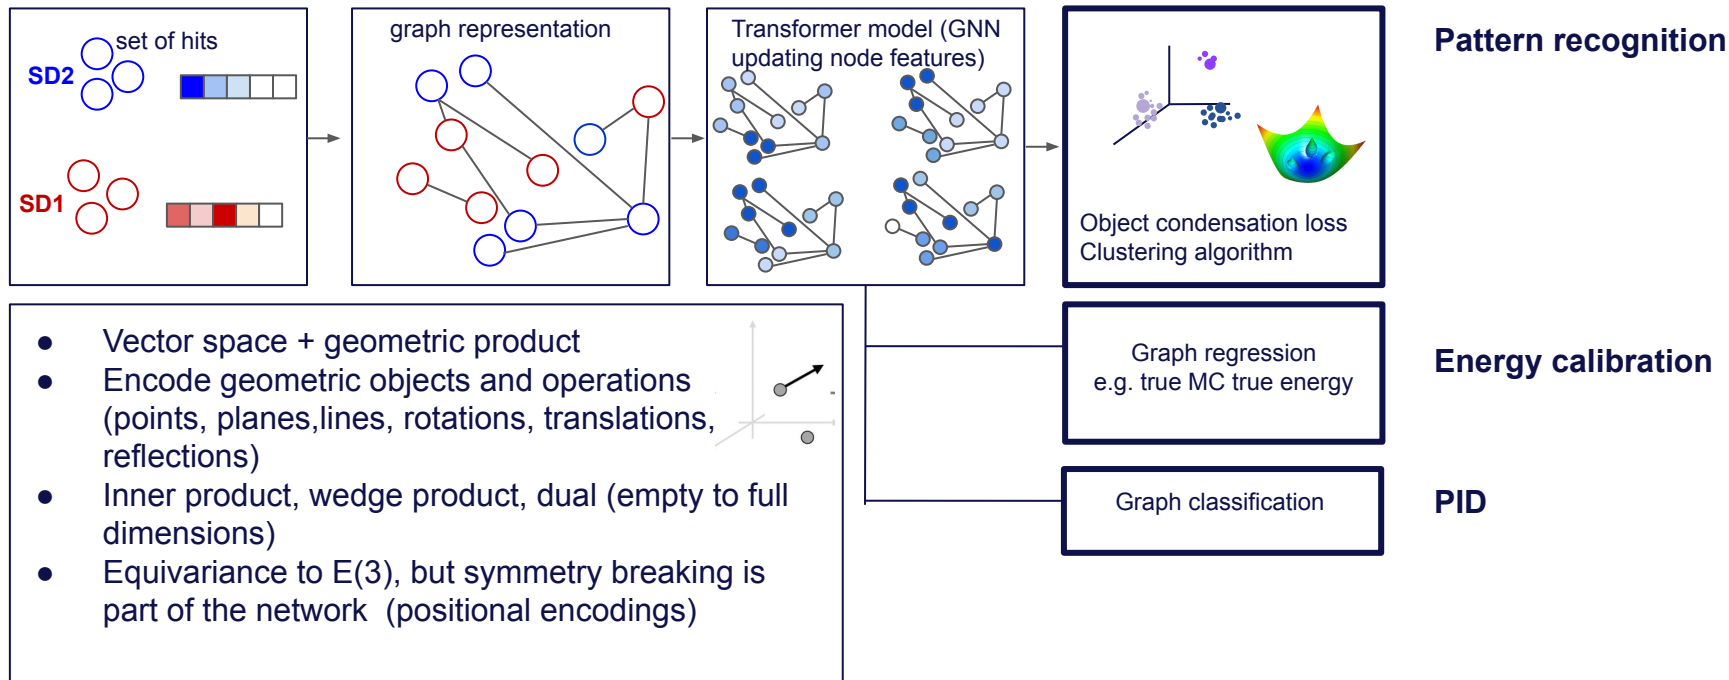 set of hits
SD2
SD1
graph representation
Transformer model (GNN
updating node features)
Object condensation loss
Clustering algorithm
Pattern recognition
● Vector space + geometric product
● Encode geometric objects and operations
(points, planes,lines, rotations, translations,
reflections)
● Inner product, wedge product, dual (empty to full
dimensions)
● Equivariance to E(3), but symmetry breaking is
part of the network (positional encodings)
Graph regression
e.g. true MC true energy
Energy calibration
Graph classification
PID